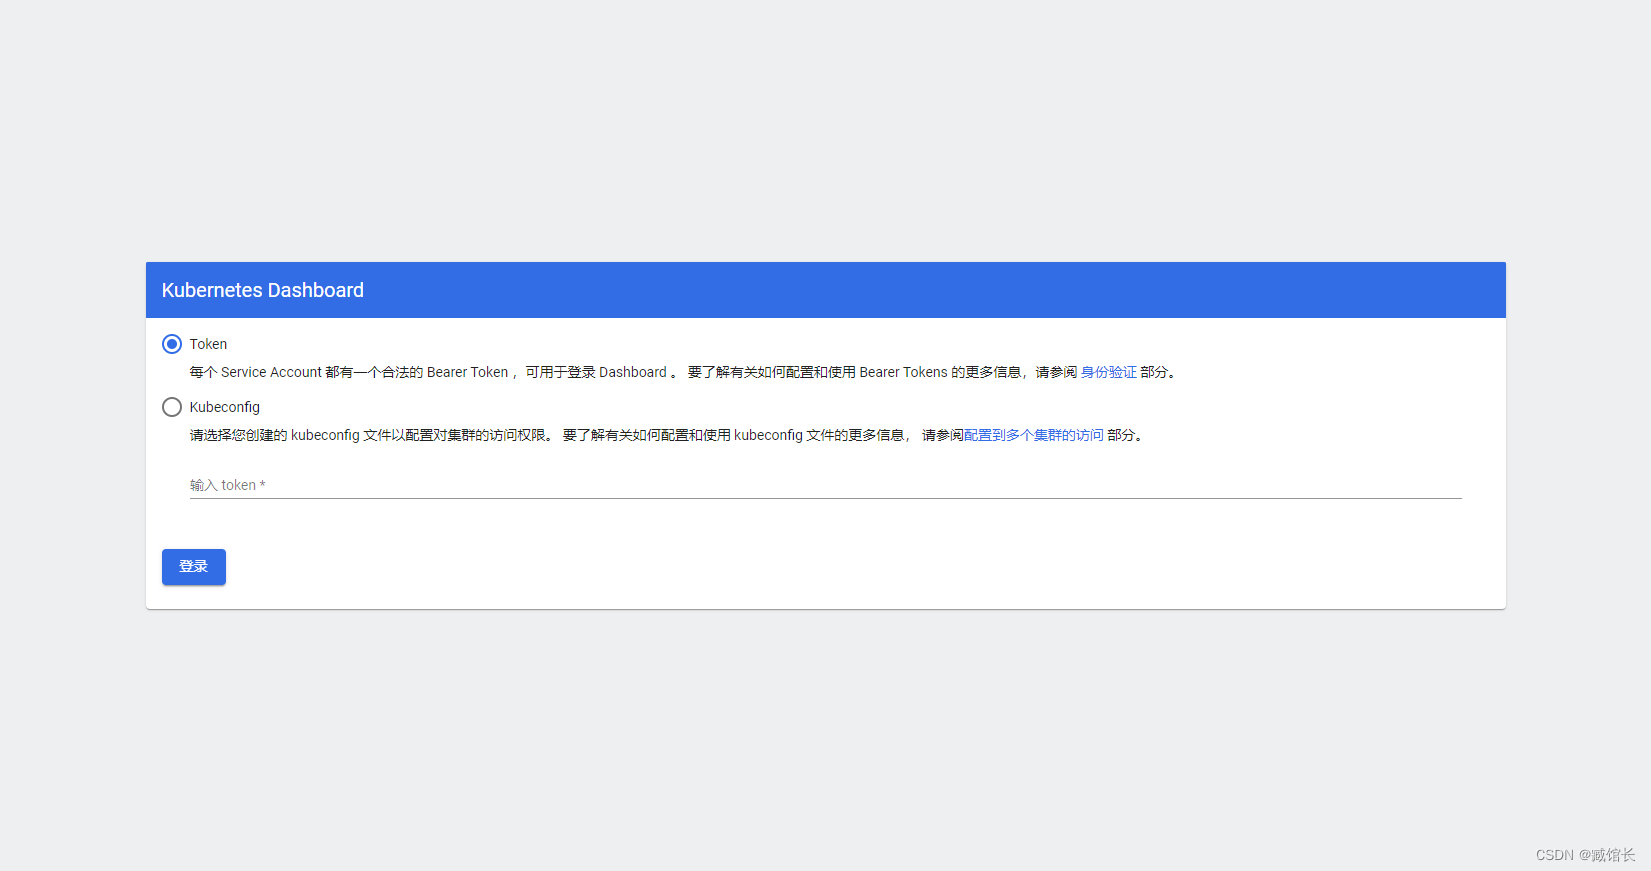 Kubernetes Dashboard
Token
每个 Service Account 都有一个合法的 Bearer Token ，可用于登录 Dashboard 。 要了解有关如何配置和使用 Bearer Tokens 的更多信息，请参阅 身份验证 部分。
Kubeconfig
请选择您创建的 kubeconfig 文件以配置对集群的访问权限。 要了解有关如何配置和使用 kubeconfig 文件的更多信息， 请参阅配置到多个集群的访问 部分。
输入 token *
登录
CSDN @臧馆长